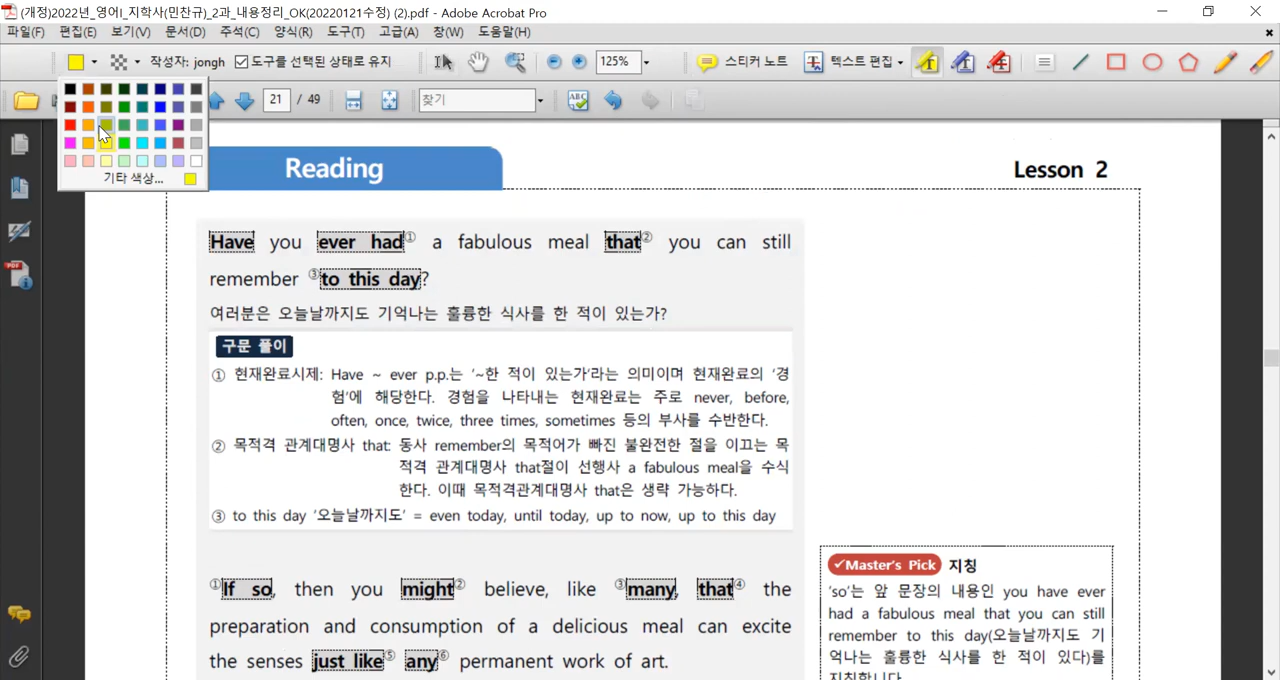 (개정)2022년_영어I_지학사(민찬규)_2과_내용정리_OK(20220121수정) (2).pdf - Adobe Acrobat Pro
파일(F) 편집(E) 보기(V) 문서(D) 주석(C) 양식(R) 도구(T) 고급(A) 창(W) 도움말(H)
작성자: jongh 도구를 선택된 상태로 유지 125% 스티커 노트 텍스트 편집
21 / 49 찾기
기타 색상...
Reading
Lesson 2
Have you ever had① a fabulous meal that② you can still
remember ③to this day?
여러분은 오늘날까지도 기억나는 훌륭한 식사를 한 적이 있는가?
구문 풀이
① 현재완료시제: Have ~ ever p.p.는 '~한 적이 있는가'라는 의미이며 현재완료의 '경
험'에 해당한다. 경험을 나타내는 현재완료는 주로 never, before,
often, once, twice, three times, sometimes 등의 부사를 수반한다.
② 목적격 관계대명사 that: 동사 remember의 목적어가 빠진 불완전한 절을 이끄는 목
적격 관계대명사 that절이 선행사 a fabulous meal을 수식
한다. 이때 목적격관계대명사 that은 생략 가능하다.
③ to this day '오늘날까지도' = even today, until today, up to now, up to this day
①If so, then you might② believe, like ③many, that④ the
preparation and consumption of a delicious meal can excite
the senses just like⑤ any⑥ permanent work of art.
✓Master's Pick 지칭
'so'는 앞 문장의 내용인 you have ever
had a fabulous meal that you can still
remember to this day(오늘날까지도 기
억나는 훌륭한 식사를 한 적이 있다)를
지칭합니다.